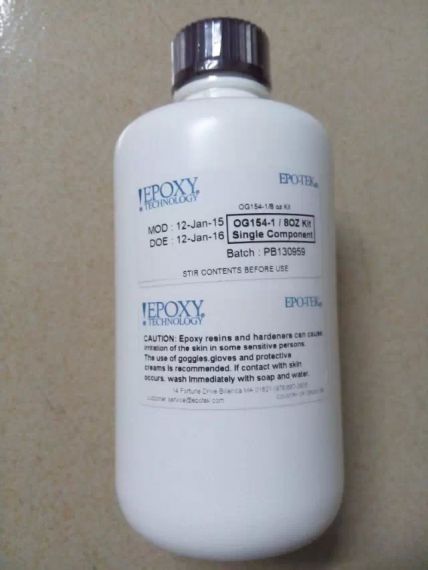 EPOXY
TECHNOLOGY®
EPO-TEK®
OG154-1/8 oz Kit
MOD : 12-Jan-15
OG154-1 / 8OZ Kit
DOE : 12-Jan-16
Single Component
Batch : PB130959
STIR CONTENTS BEFORE USE
EPOXY
TECHNOLOGY®
EPO-TEK®
CAUTION: Epoxy resins and hardeners can cause
irritation of the skin in some sensitive persons.
The use of goggles,gloves and protective
creams is recommended. If contact with skin
occurs, wash immediately with soap and water.
14 Fortune Drive Billerica MA
customer.service@epotek.com
COUNTRY OF ORIGIN